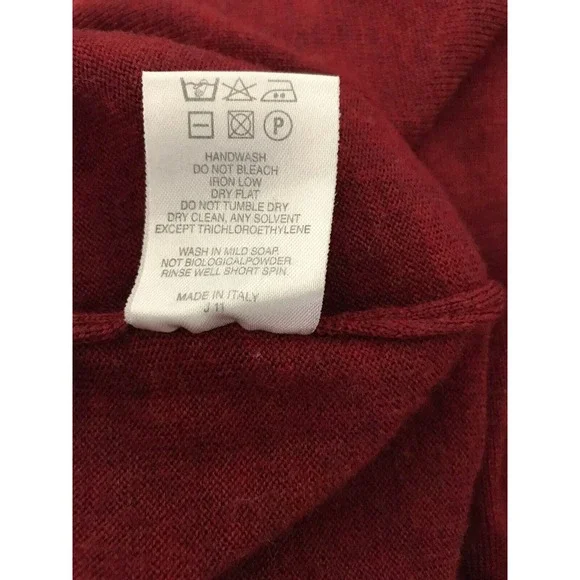 P
HANDWASH
DO NOT BLEACH
IRON LOW
DRY FLAT
DO NOT TUMBLE DRY
DRY CLEAN, ANY SOLVENT
EXCEPT TRICHLOROETHYLENE
WASH IN MILD SOAP.
NOT BIOLOGICALPOWDER
RINSE WELL SHORT SPIN.
MADE IN ITALY
J 11